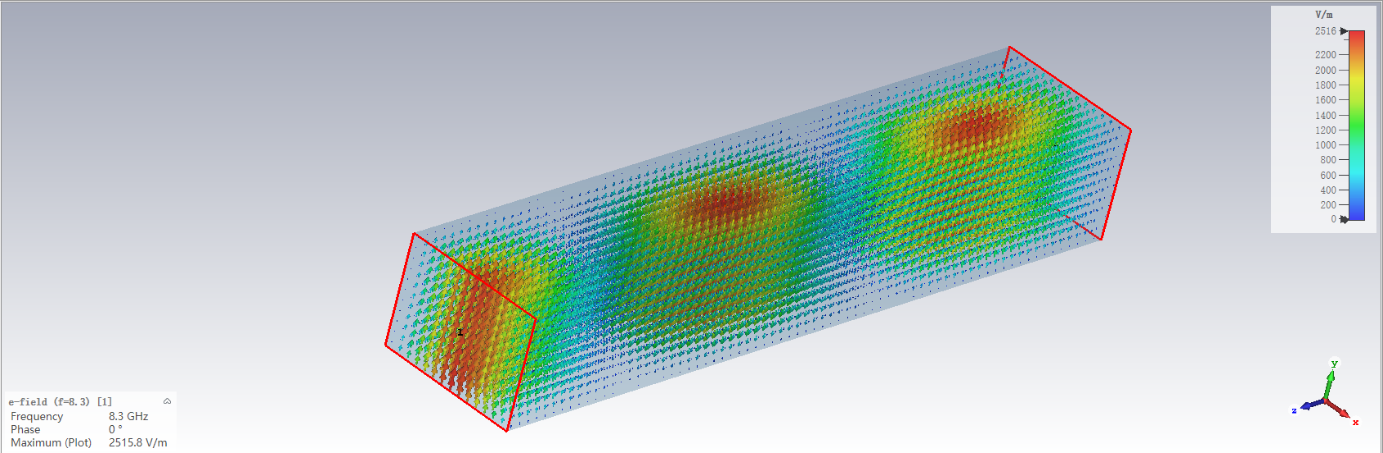 V/m
2516
2200
2000
1800
1600
1400
1200
1000
800
600
400
200
0
1
y
z
x
e-field (f=8.3) [1]
Frequency 8.3 GHz
Phase 0 °
Maximum (Plot) 2515.8 V/m